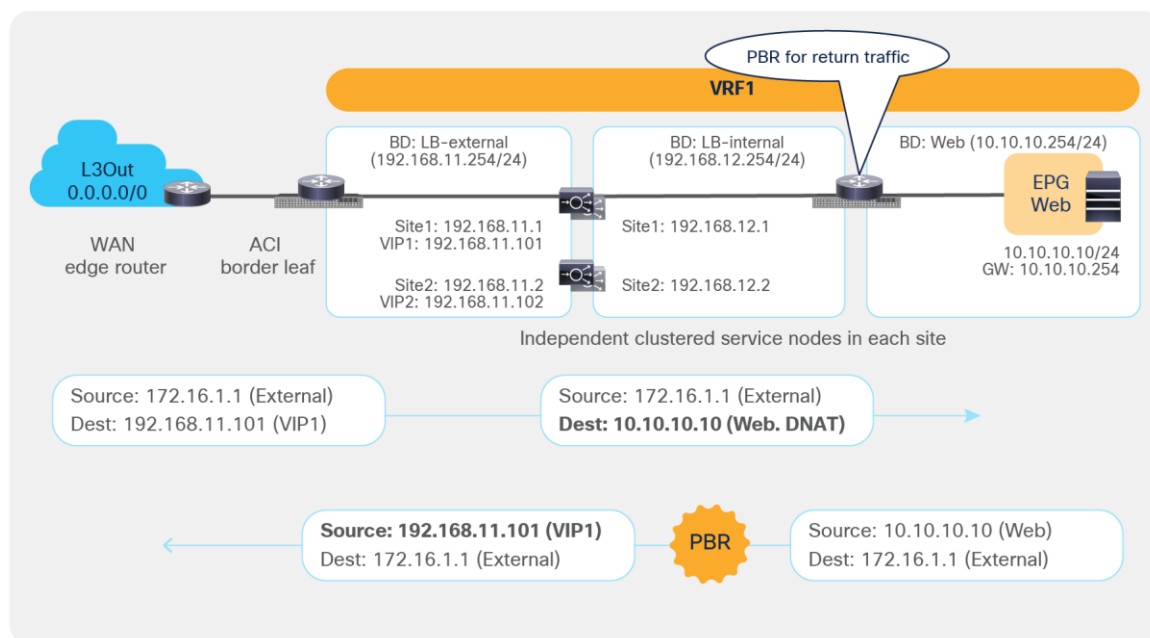 PBR for return traffic
VRF1
L3Out
0.0.0.0/0
WAN
edge router
ACI
border leaf
BD: LB-external
(192.168.11.254/24)
Site1: 192.168.11.1
VIP1: 192.168.11.101
Site2: 192.168.11.2
VIP2: 192.168.11.102
BD: LB-internal
(192.168.12.254/24)
Site1: 192.168.12.1
Site2: 192.168.12.2
BD: Web (10.10.10.254/24)
EPG
Web
10.10.10.10/24
GW: 10.10.10.254
Independent clustered service nodes in each site
Source: 172.16.1.1 (External)
Dest: 192.168.11.101 (VIP1)
Source: 172.16.1.1 (External)
Dest: 10.10.10.10 (Web. DNAT)
Source: 192.168.11.101 (VIP1)
Dest: 172.16.1.1 (External)
PBR
Source: 10.10.10.10 (Web)
Dest: 172.16.1.1 (External)